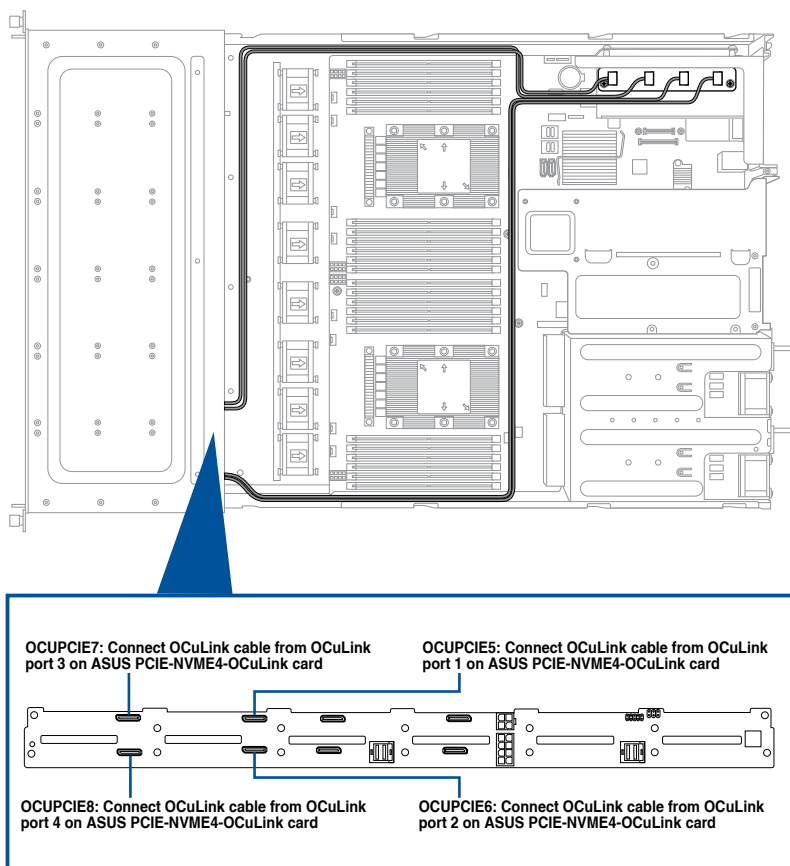 OCUPCIE7: Connect OCuLink cable from OCuLink
port 3 on ASUS PCIE-NVME4-OCuLink card
OCUPCIE5: Connect OCuLink cable from OCuLink
port 1 on ASUS PCIE-NVME4-OCuLink card
OCUPCIE8: Connect OCuLink cable from OCuLink
port 4 on ASUS PCIE-NVME4-OCuLink card
OCUPCIE6: Connect OCuLink cable from OCuLink
port 2 on ASUS PCIE-NVME4-OCuLink card